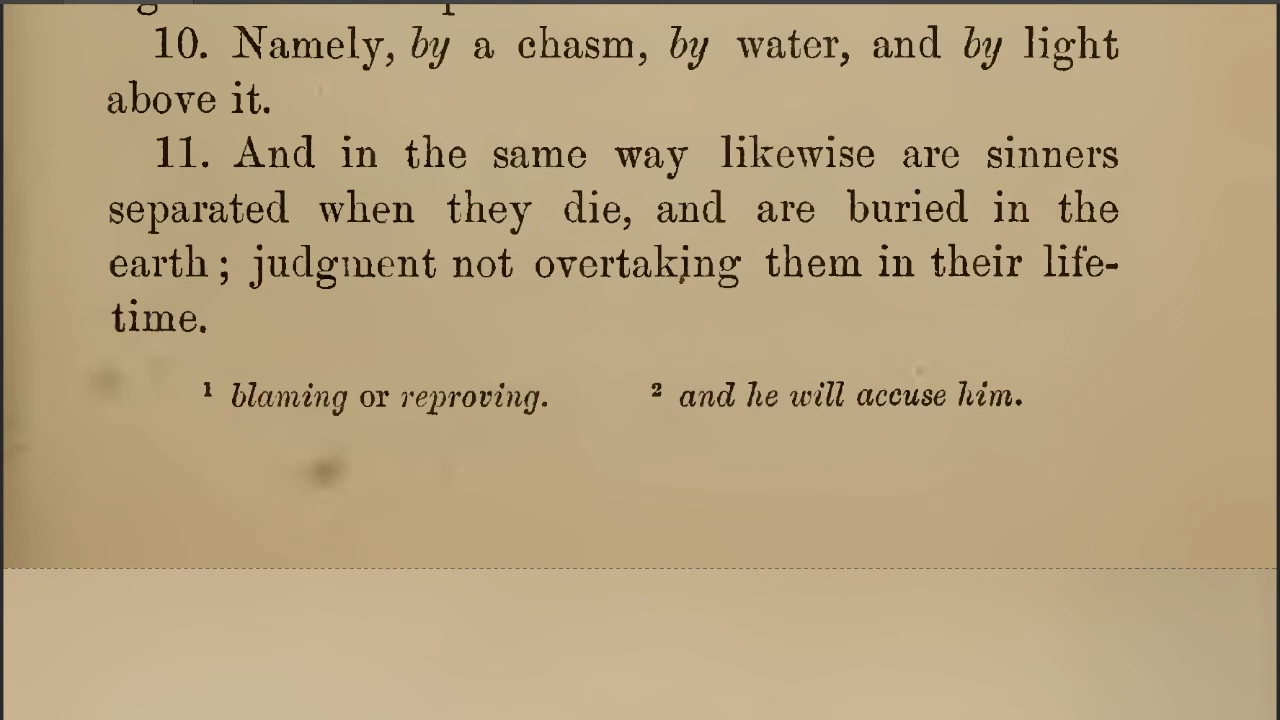 10. Namely, by a chasm, by water, and by light
above it.
11. And in the same way likewise are sinners
separated when they die, and are buried in the
earth; judgment not overtaking them in their life-
time.
¹ blaming or reproving. ² and he will accuse him.